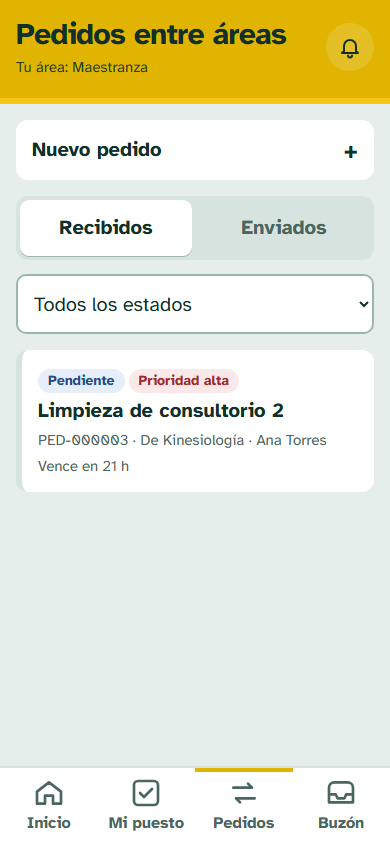 Pedidos entre áreas
Tu área: Maestranza
Nuevo pedido +
Recibidos Enviados
Todos los estados
Pendiente Prioridad alta
Limpieza de consultorio 2
PED-000003 · De Kinesiología · Ana Torres
Vence en 21 h
Inicio Mi puesto Pedidos Buzón